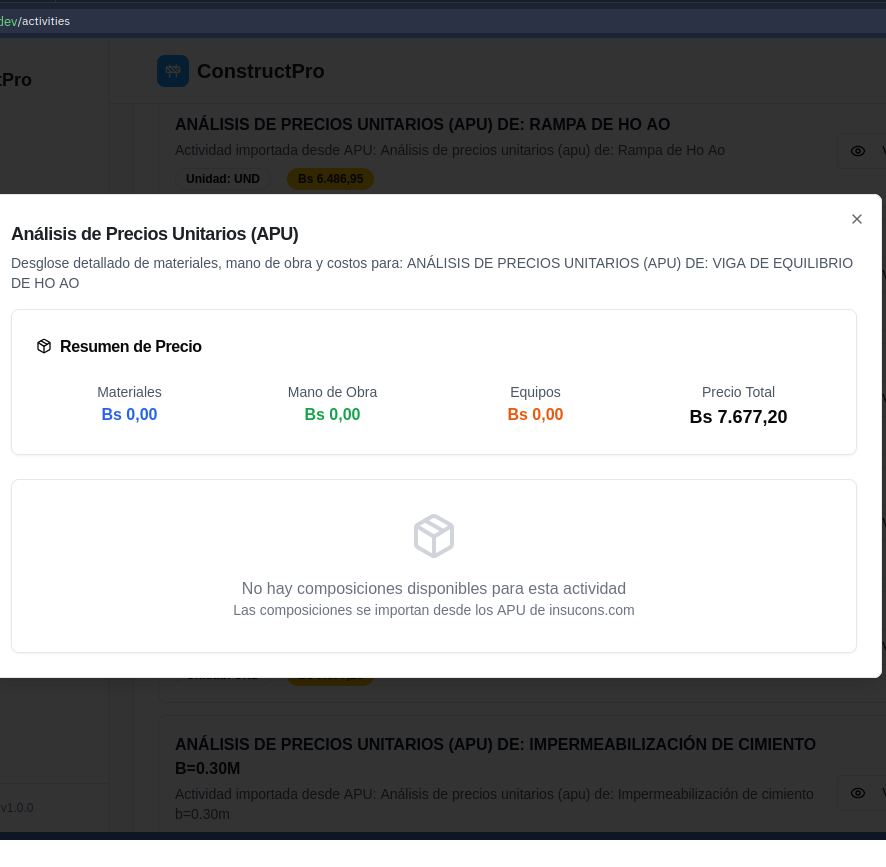 dev/activities
ctPro
ConstructPro
ANÁLISIS DE PRECIOS UNITARIOS (APU) DE: RAMPA DE HO AO
Actividad importada desde APU: Análisis de precios unitarios (apu) de: Rampa de Ho Ao
Unidad: UND
Bs 6.486,95
Análisis de Precios Unitarios (APU)
Desglose detallado de materiales, mano de obra y costos para: ANÁLISIS DE PRECIOS UNITARIOS (APU) DE: VIGA DE EQUILIBRIO
DE HO AO
Resumen de Precio
Materiales
Bs 0,00
Mano de Obra
Bs 0,00
Equipos
Bs 0,00
Precio Total
Bs 7.677,20
No hay composiciones disponibles para esta actividad
Las composiciones se importan desde los APU de insucons.com
ANÁLISIS DE PRECIOS UNITARIOS (APU) DE: IMPERMEABILIZACIÓN DE CIMIENTO
B=0.30M
Actividad importada desde APU: Análisis de precios unitarios (apu) de: Impermeabilización de cimiento
b=0.30m
v1.0.0